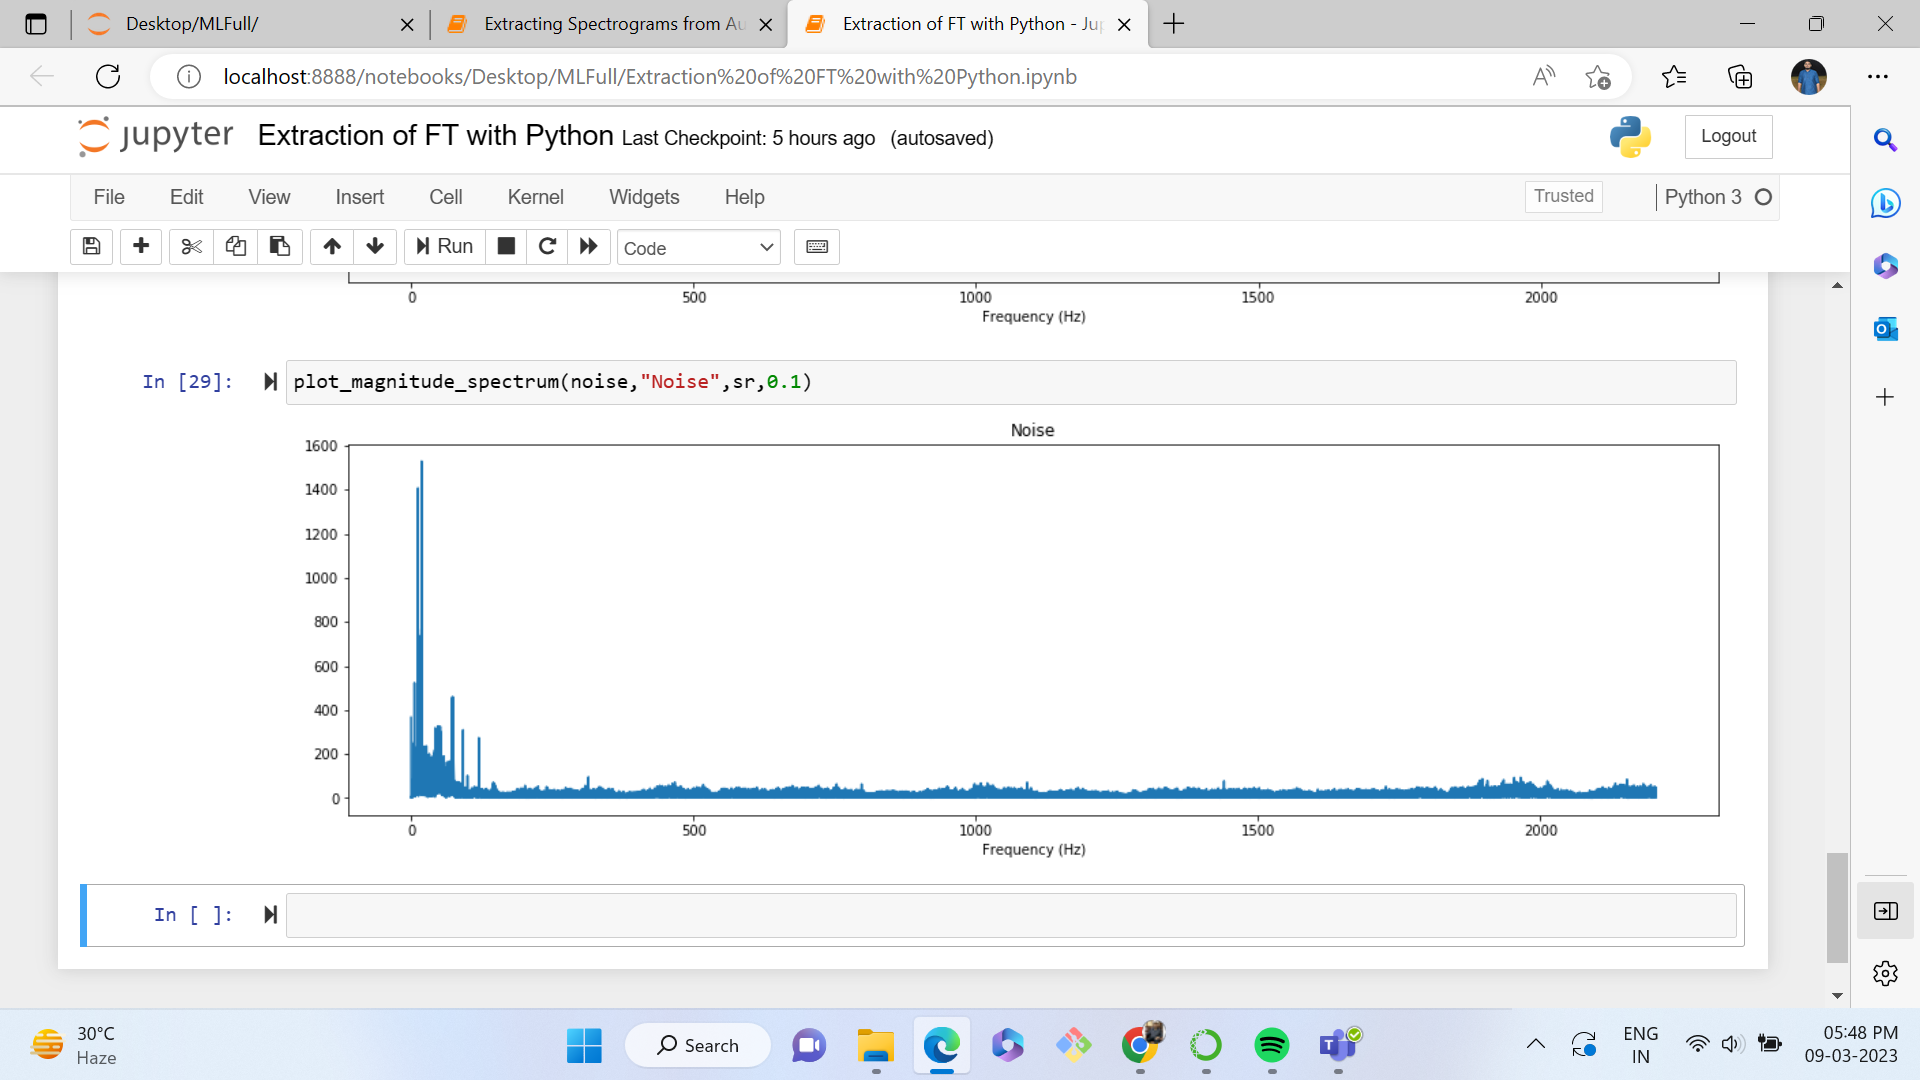 Desktop/MLFull/
Extracting Spectrograms from Au
Extraction of FT with Python - Jup
localhost:8888/notebooks/Desktop/MLFull/Extraction%20of%20FT%20with%20Python.ipynb
jupyter Extraction of FT with Python Last Checkpoint: 5 hours ago (autosaved)
Logout
File Edit View Insert Cell Kernel Widgets Help
Trusted
Python 3
Run
Code
0 500 1000 1500 2000
Frequency (Hz)
In [29]:
plot_magnitude_spectrum(noise,"Noise",sr,0.1)
Noise
1600
1400
1200
1000
800
600
400
200
0
0 500 1000 1500 2000
Frequency (Hz)
In [ ]:
30°C
Haze
Search
ENG
IN
05:48 PM
09-03-2023